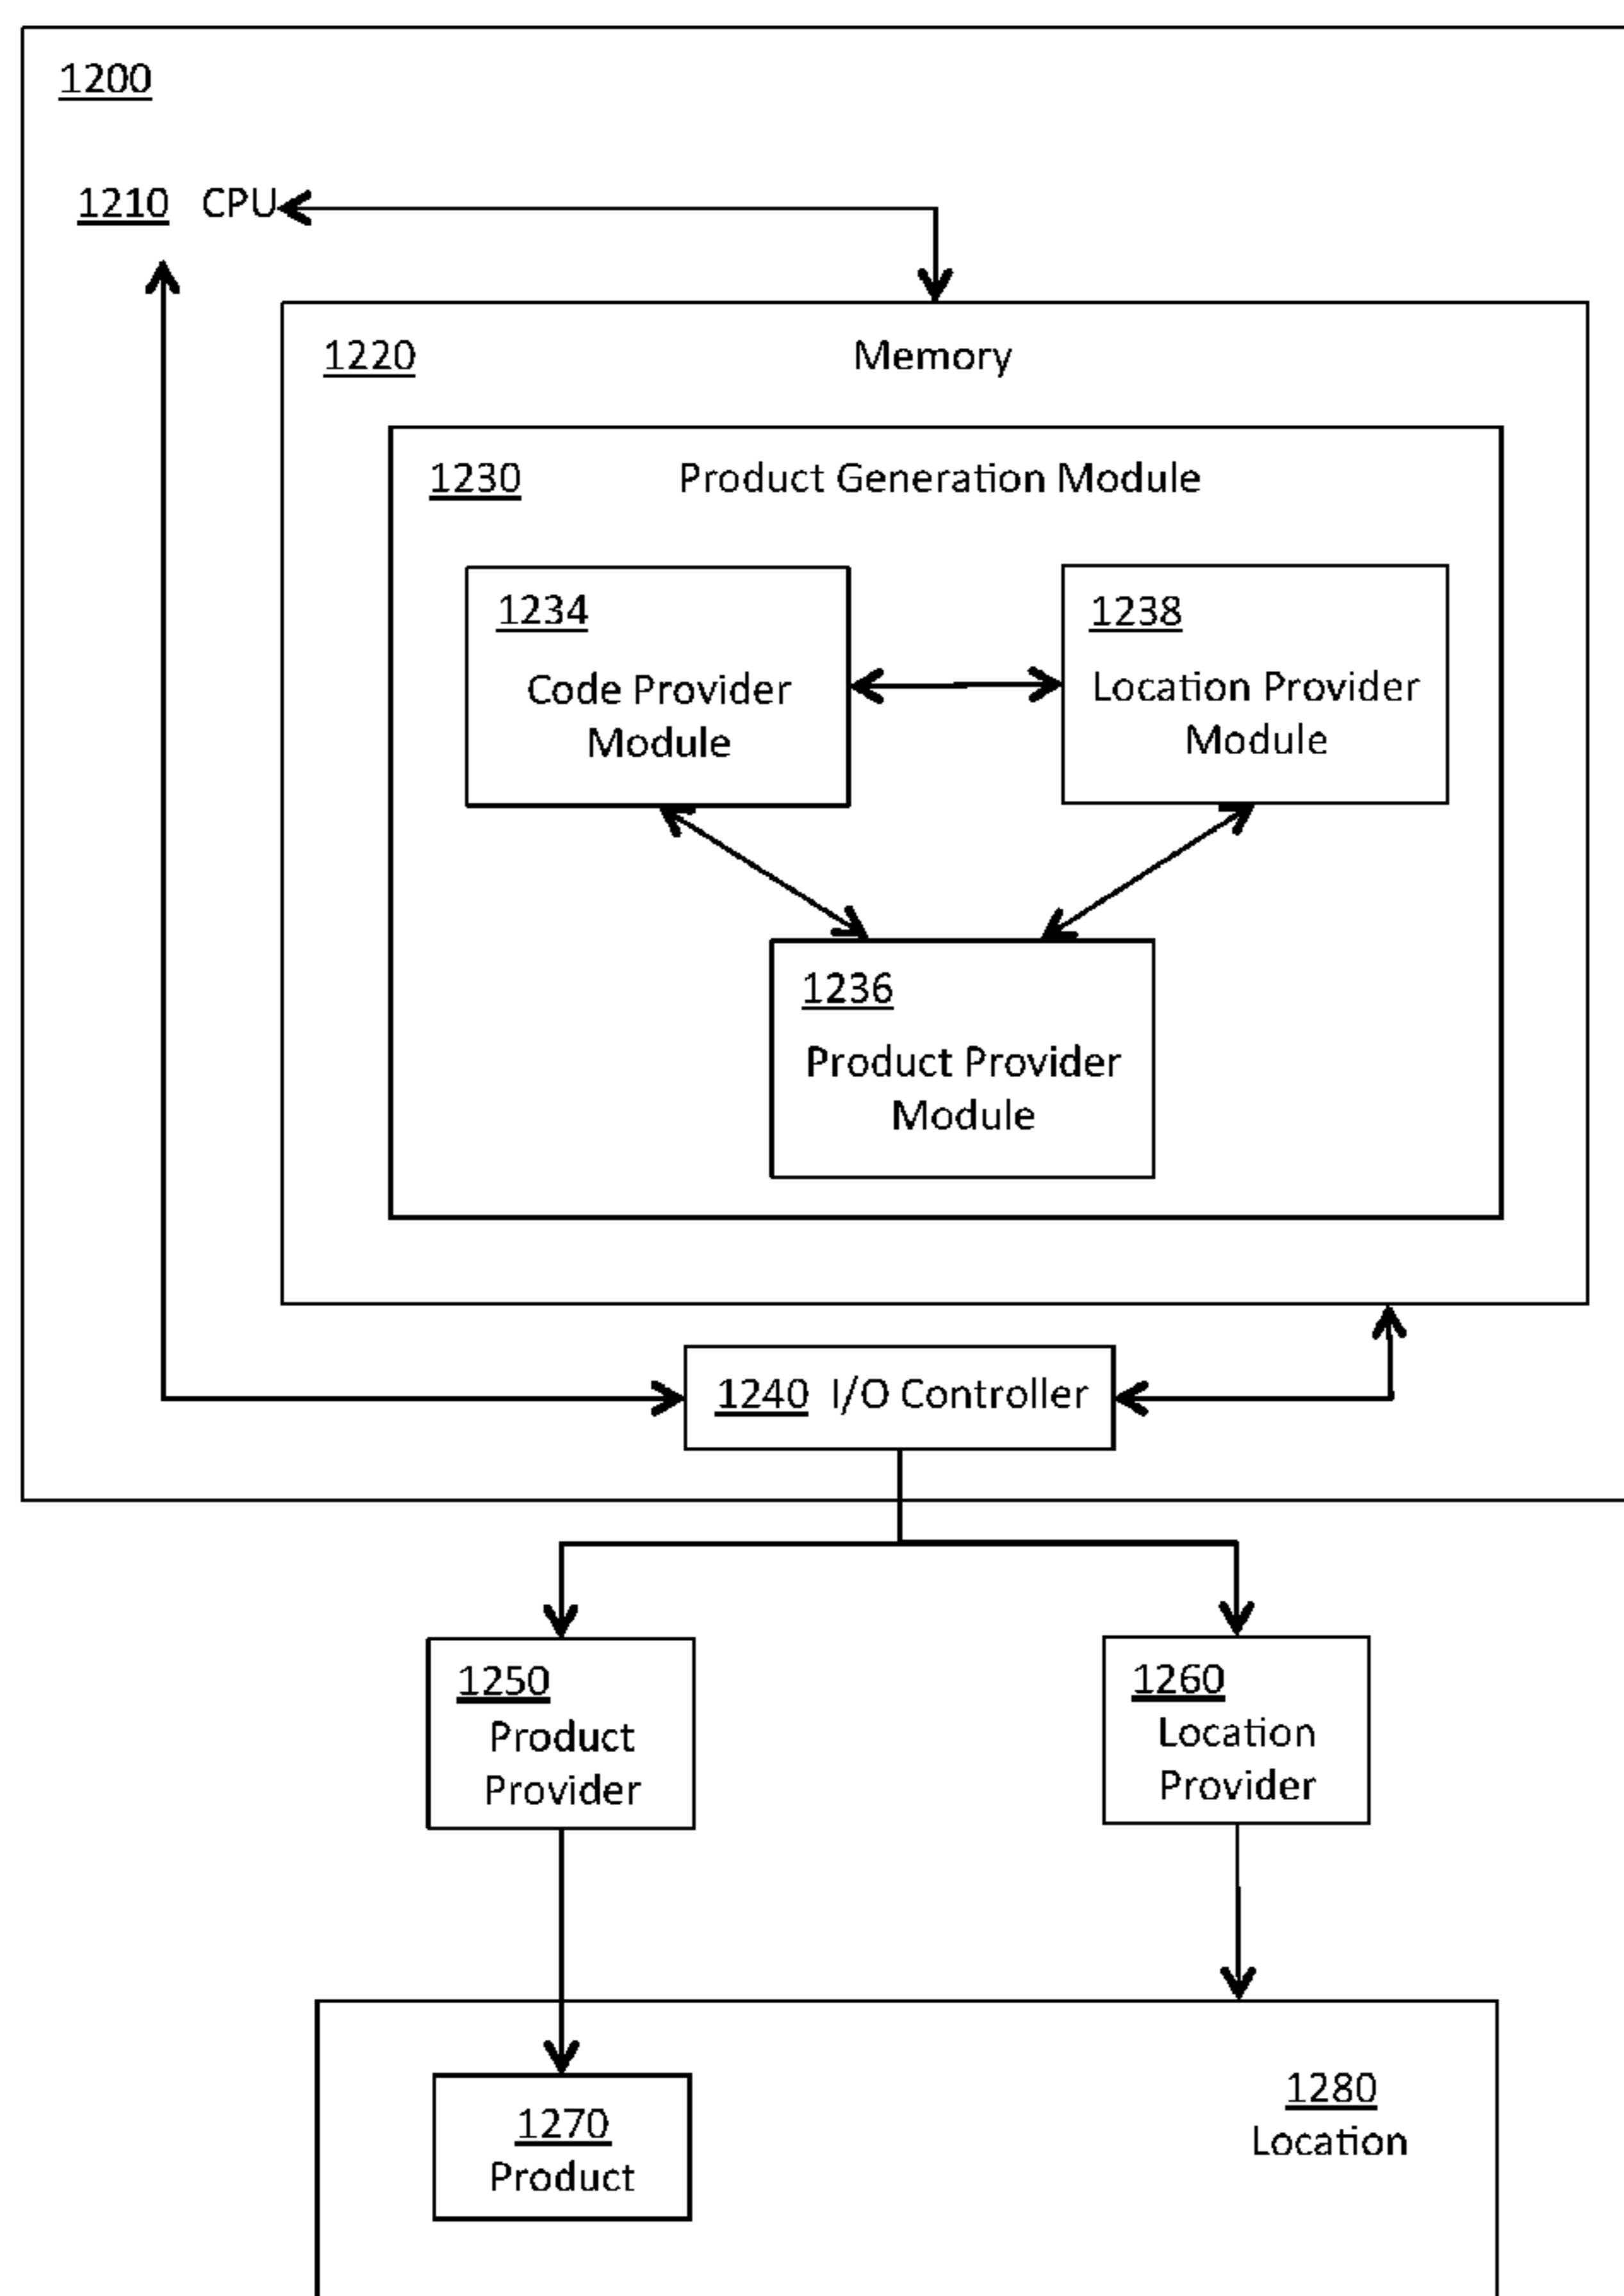 1200
1210 CPU
1220 Memory
1230 Product Generation Module
1234
Code Provider
Module
1238
Location Provider
Module
1236
Product Provider
Module
1240 I/O Controller
1250
Product
Provider
1260
Location
Provider
1270
Product
1280
Location